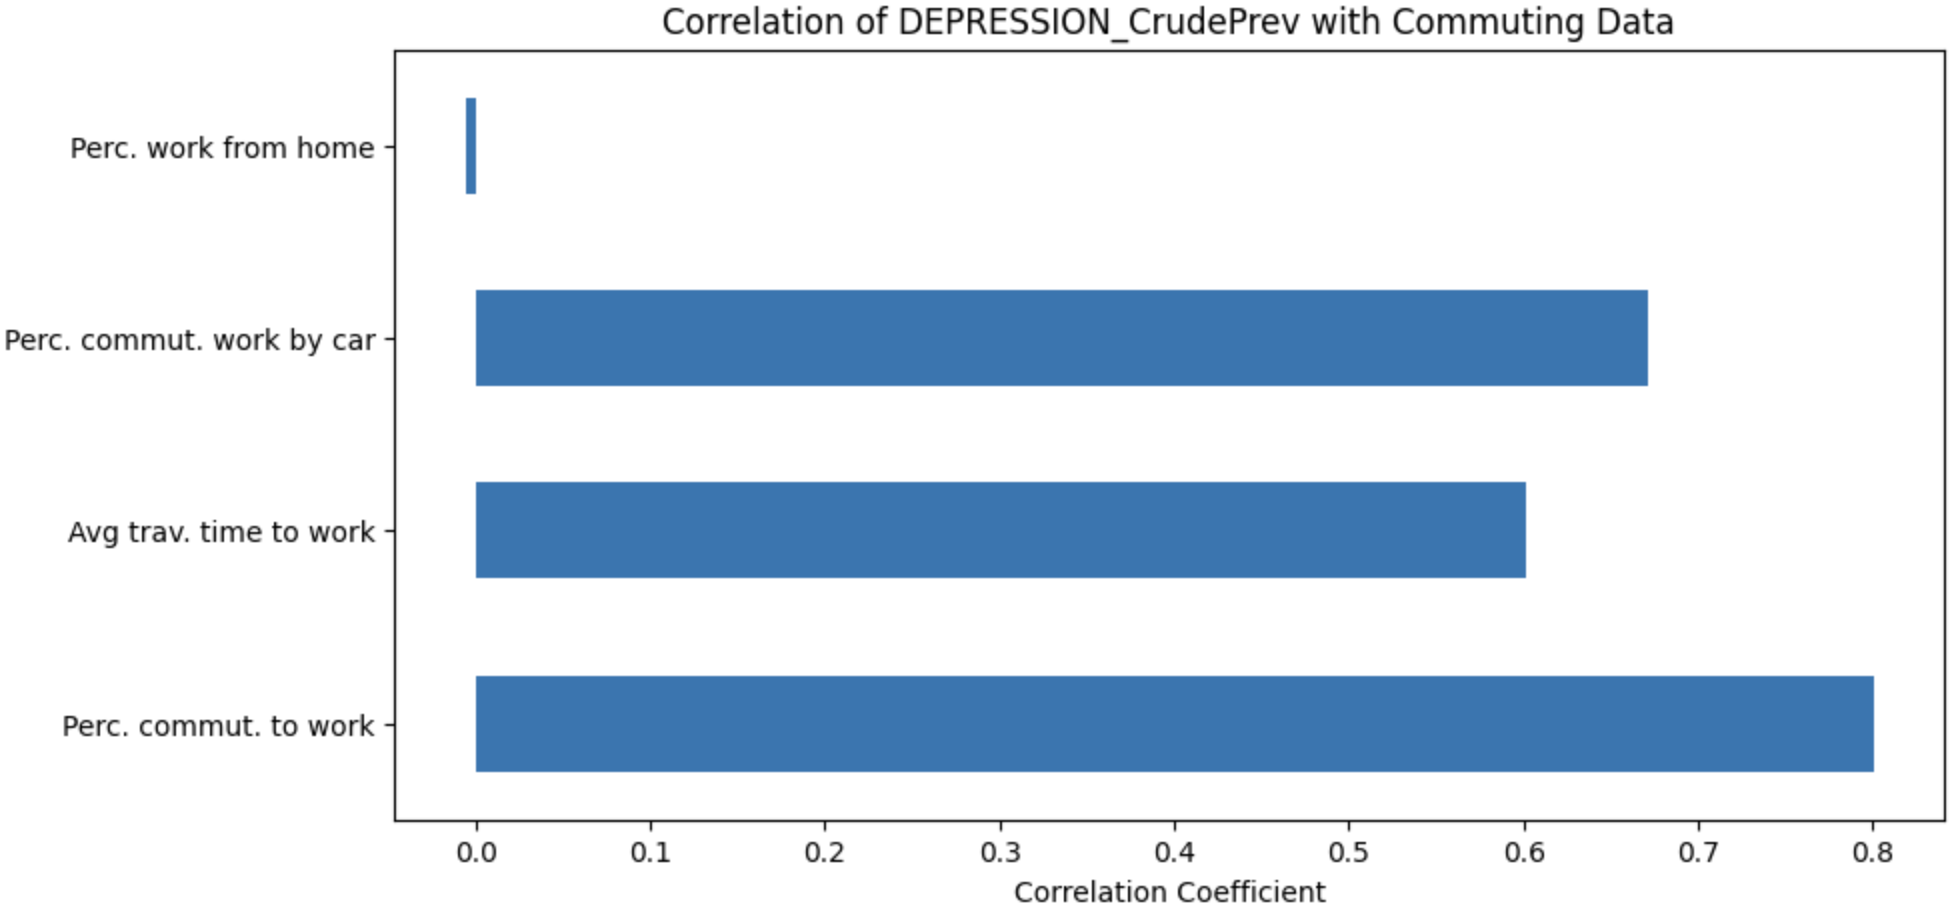 Correlation of DEPRESSION_CrudePrev with Commuting Data
Perc. work from home
Perc. commut. work by car
Avg trav. time to work
Perc. commut. to work
0.0 0.1 0.2 0.3 0.4 0.5 0.6 0.7 0.8
Correlation Coefficient